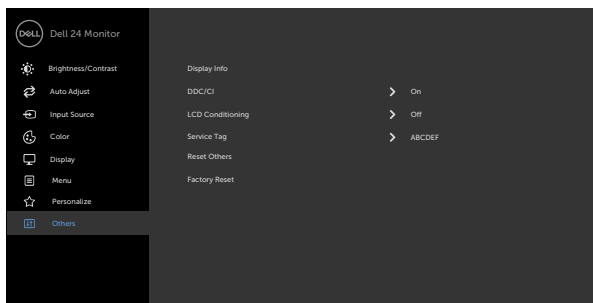 DELL Dell 24 Monitor
Brightness/Contrast Display Info
Auto Adjust DDC/CI On
Input Source LCD Conditioning Off
Color Service Tag ABCDEF
Display Reset Others
Menu Factory Reset
Personalize
Others